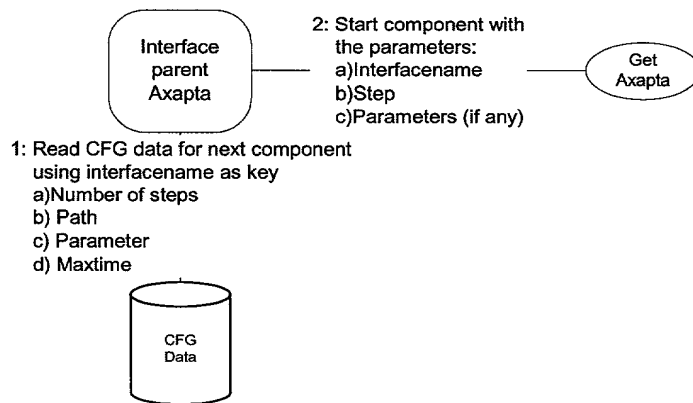 Interface
parent
Axapta
2: Start component with
the parameters:
a)Interfacename
b)Step
c)Parameters (if any)
Get
Axapta
1: Read CFG data for next component
using interfacename as key
a)Number of steps
b) Path
c) Parameter
d) Maxtime
CFG
Data